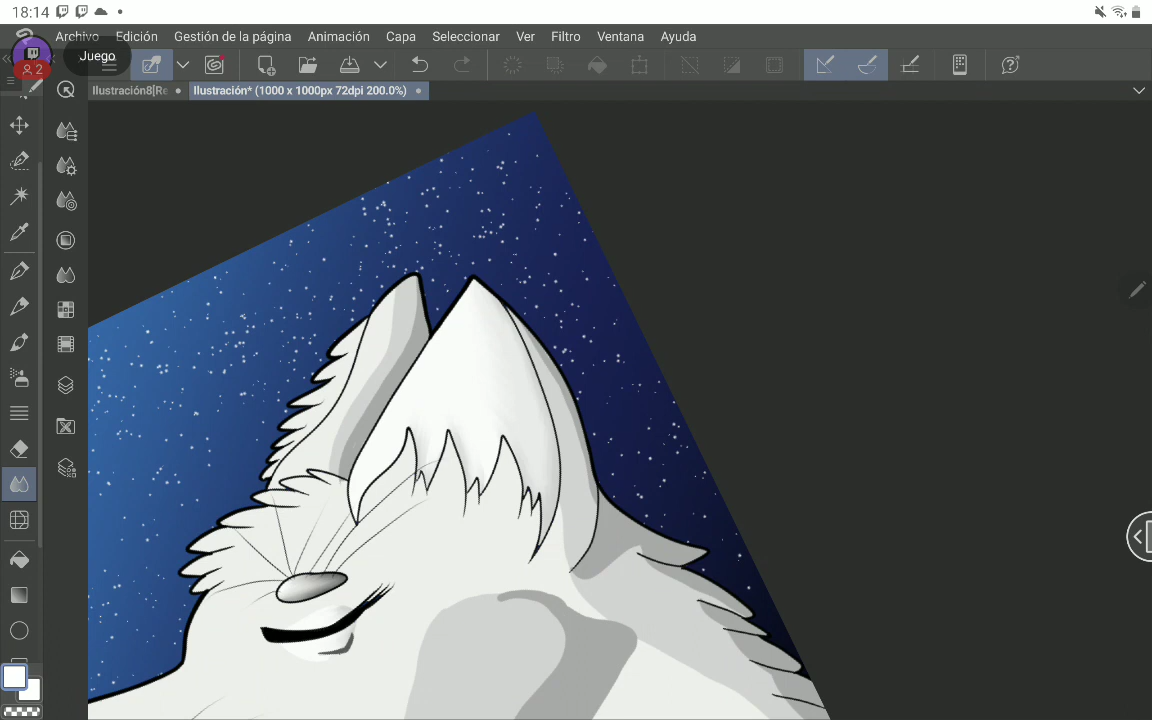 18:14
Archivo Edición Gestión de la página Animación Capa Seleccionar Ver Filtro Ventana Ayuda
Juego
2
Ilustración8[Re Ilustración* (1000 x 1000px 72dpi 200.0%)